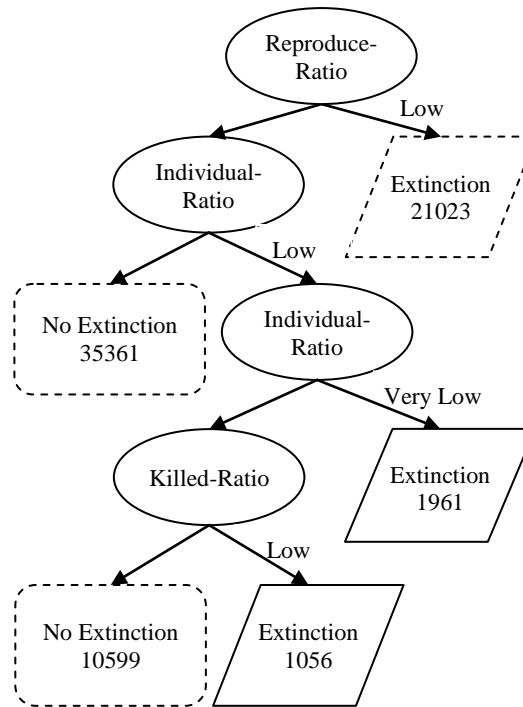 Reproduce-
Ratio
Low
Individual-
Ratio
Extinction
21023
Low
No Extinction
35361
Individual-
Ratio
Very Low
Killed-Ratio
Extinction
1961
Low
No Extinction
10599
Extinction
1056